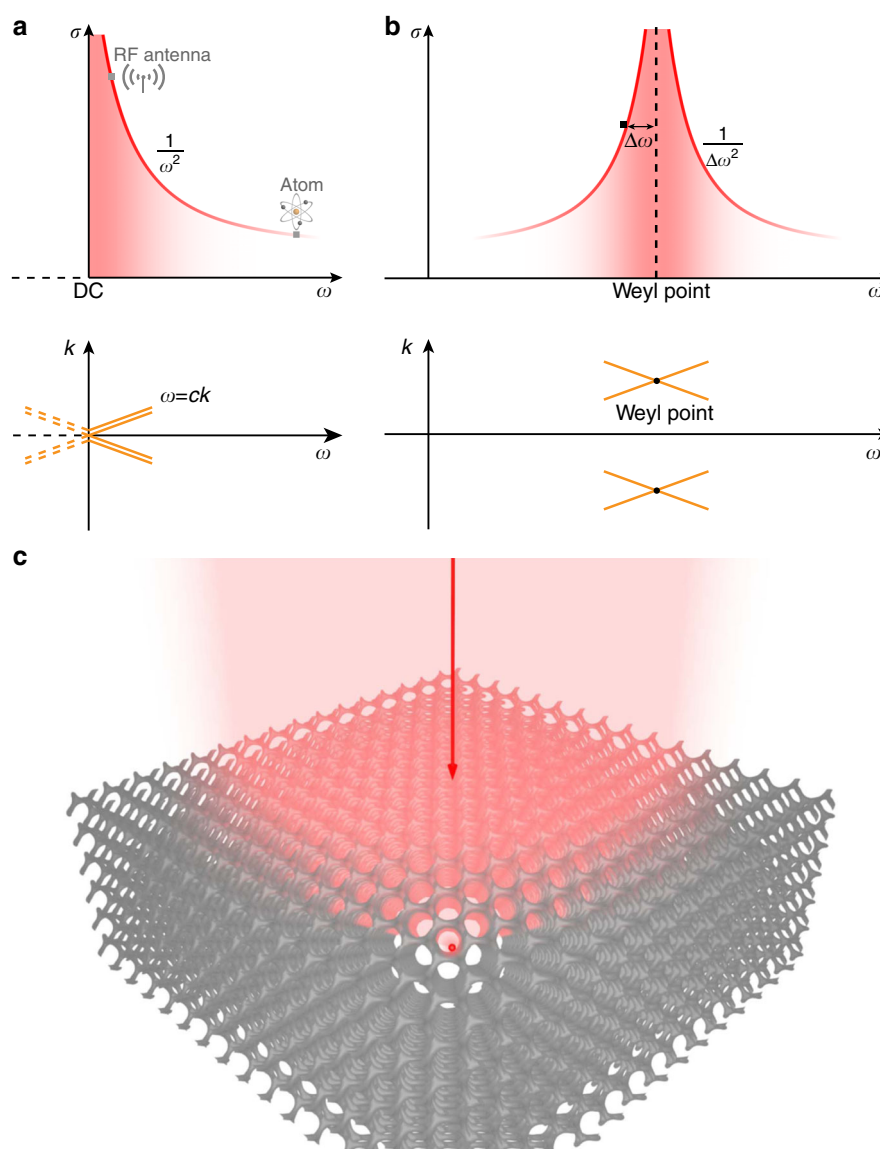 a
σ
RF antenna
1
ω²
Atom
DC
ω
k
ω=ck
ω
b
σ
Δω
1
Δω²
Weyl point
ω
k
Weyl point
ω
c